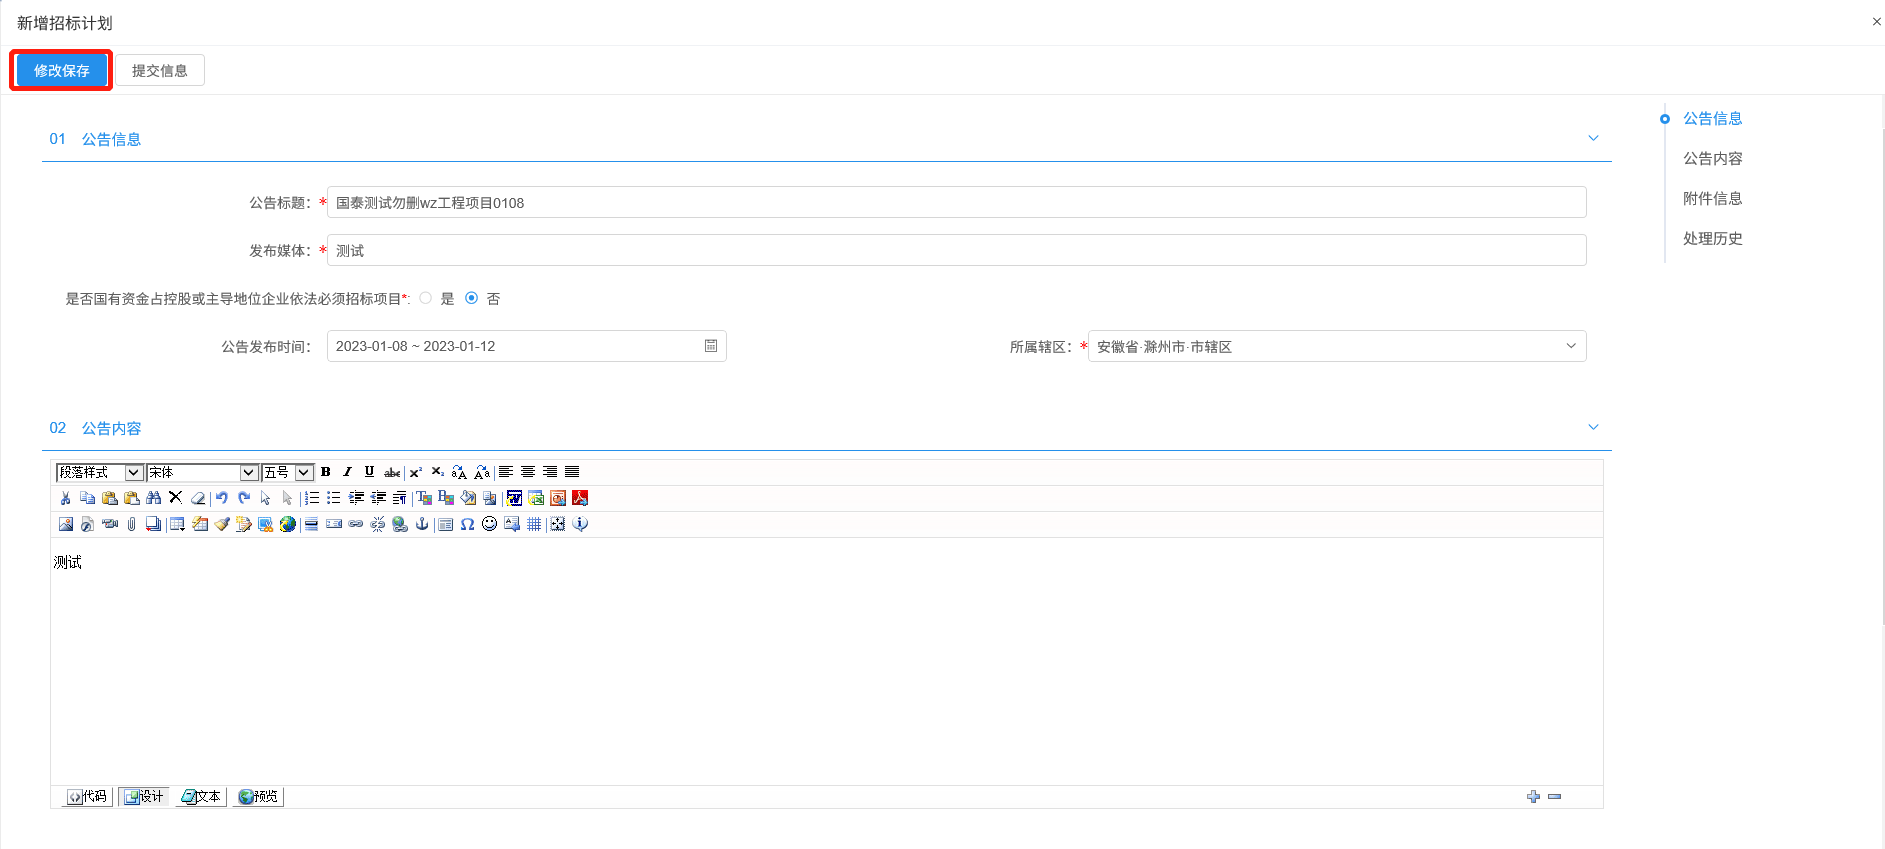 新增招标计划
修改保存 提交信息
01 公告信息
公告标题：*国泰测试勿删wz工程项目0108
发布媒体：*测试
是否国有资金占控股或主导地位企业依法必须招标项目*: 是 否
公告发布时间： 2023-01-08 ~ 2023-01-12
所属辖区：*安徽省·滁州市·市辖区
02 公告内容
段落样式 宋体 五号
测试
代码 设计 文本 预览
公告信息
公告内容
附件信息
处理历史